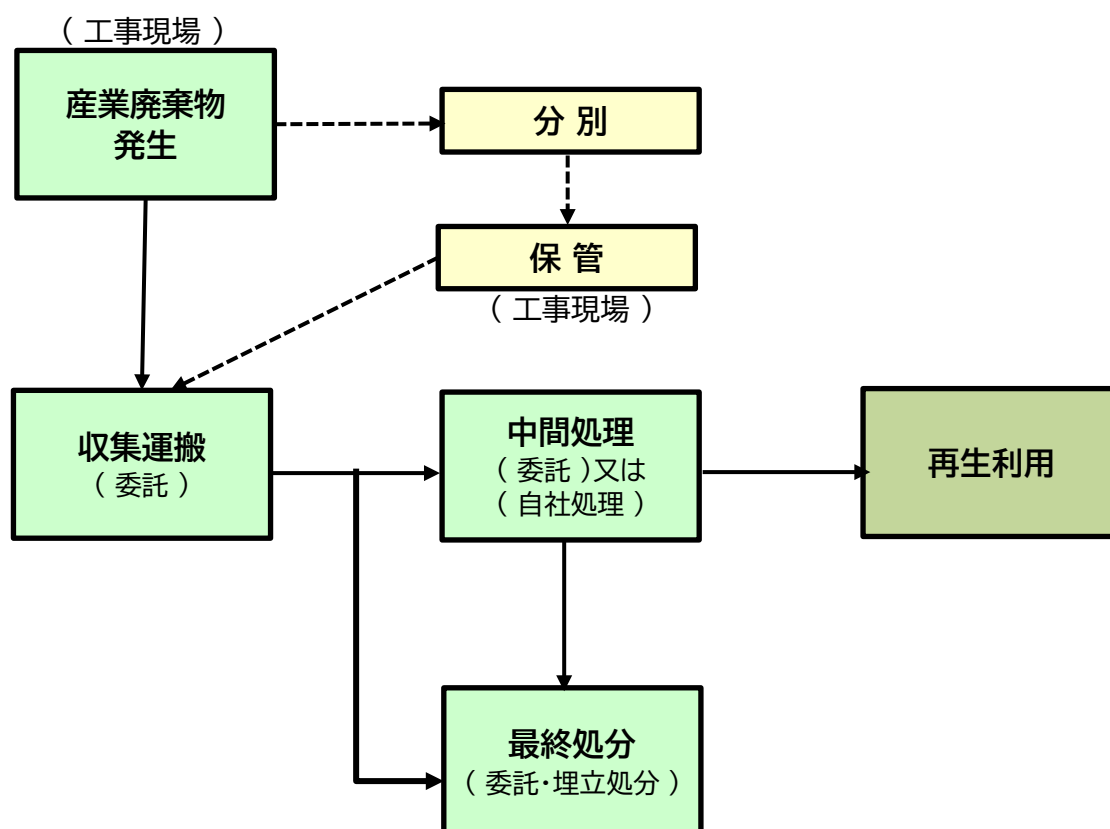 （ 工事現場 ）
産業廃棄物
発生
分 別
保 管
（ 工事現場 ）
収集運搬
（ 委託 ）
中間処理
（ 委託 ）又は
（ 自社処理 ）
再生利用
最終処分
（ 委託・埋立処分 ）